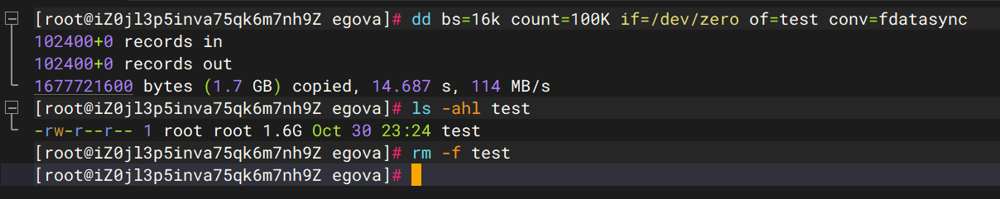 [root@iZ0jl3p5inva75qk6m7nh9Z egova]# dd bs=16k count=100K if=/dev/zero of=test conv=fdatasync
102400+0 records in
102400+0 records out
1677721600 bytes (1.7 GB) copied, 14.687 s, 114 MB/s
[root@iZ0jl3p5inva75qk6m7nh9Z egova]# ls -ahl test
-rw-r--r-- 1 root root 1.6G Oct 30 23:24 test
[root@iZ0jl3p5inva75qk6m7nh9Z egova]# rm -f test
[root@iZ0jl3p5inva75qk6m7nh9Z egova]#